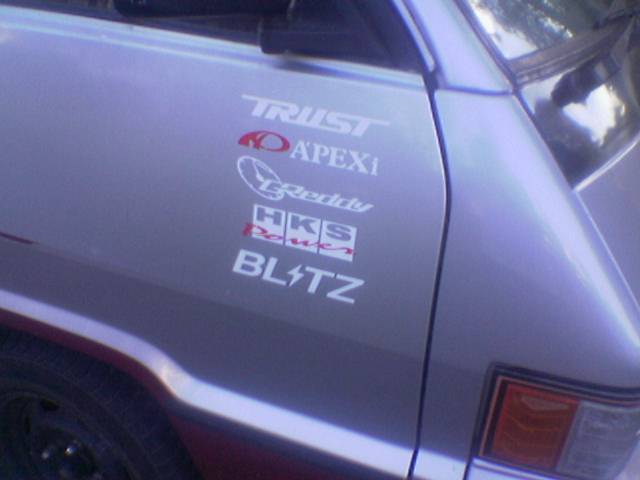 TRUST
A'PEXi
GReddy
HKS
Power
BLITZ